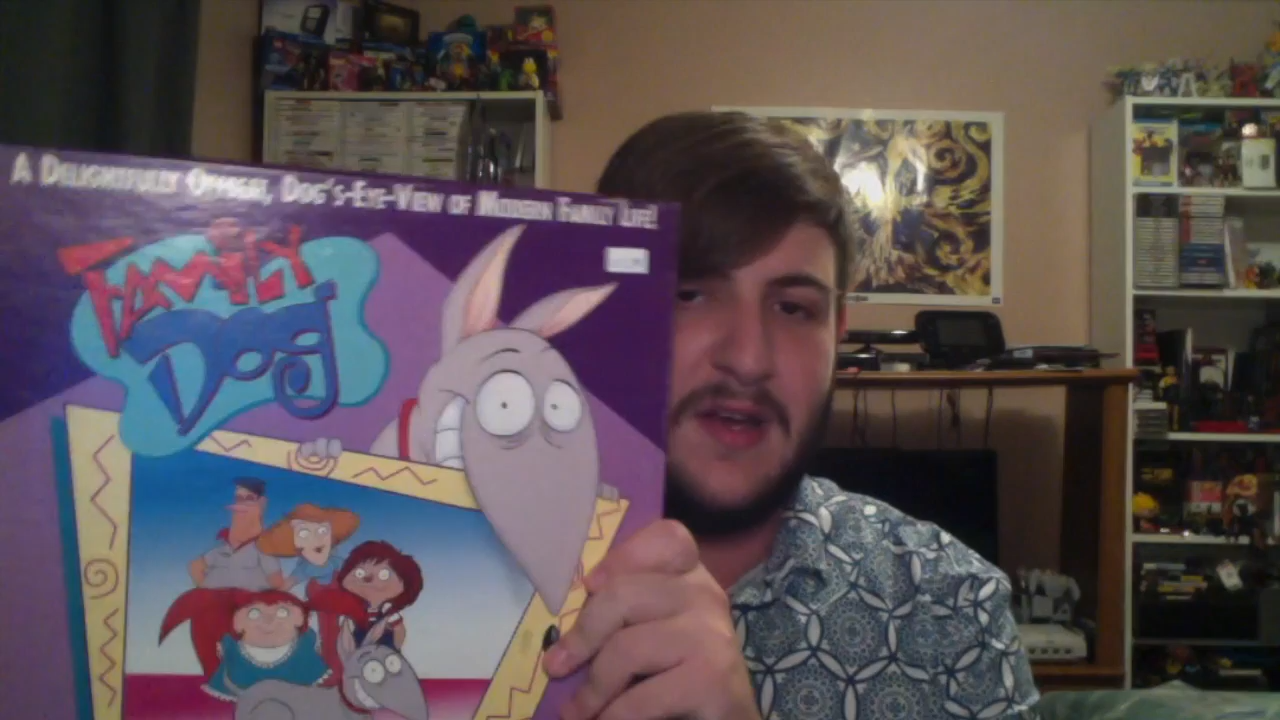 A DELIGHTFULLY OFFBEAT, DOG'S-EYE-VIEW OF MODERN FAMILY LIFE!
FAMILY
DOG